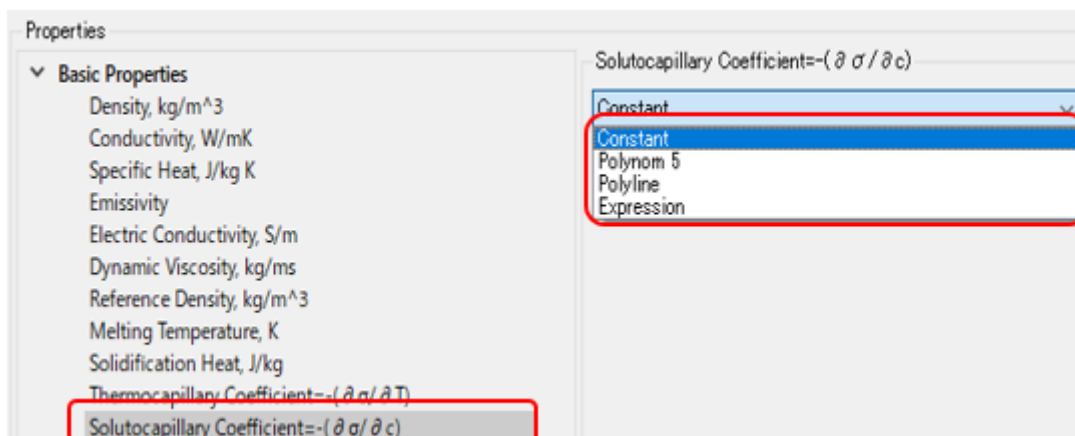 Properties
Basic Properties
Density, kg/m^3
Conductivity, W/mK
Specific Heat, J/kg K
Emissivity
Electric Conductivity, S/m
Dynamic Viscosity, kg/ms
Reference Density, kg/m^3
Melting Temperature, K
Solidification Heat, J/kg
Thermocapillary Coefficient=-(∂σ/∂T)
Solutocapillary Coefficient=-(∂σ/∂c)
Solutocapillary Coefficient=-(∂σ/∂c)
Constant
Constant
Polynom 5
Polyline
Expression